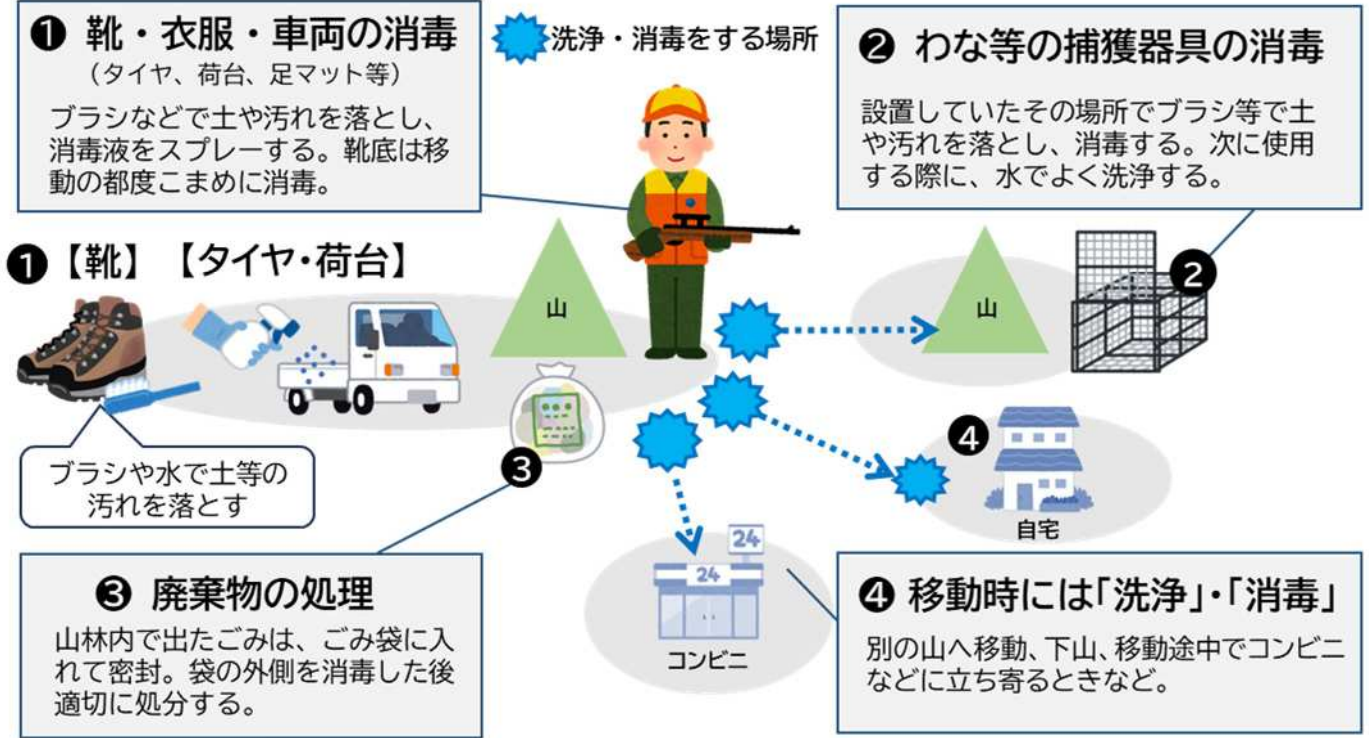 ❶ 靴・衣服・車両の消毒
（タイヤ、荷台、足マット等）
ブラシなどで土や汚れを落とし、
消毒液をスプレーする。靴底は移
動の都度こまめに消毒。
洗浄・消毒をする場所
❷ わな等の捕獲器具の消毒
設置していたその場所でブラシ等で土
や汚れを落とし、消毒する。次に使用
する際に、水でよく洗浄する。
❶【靴】【タイヤ・荷台】
山
山
❷
ブラシや水で土等の
汚れを落とす
❸
❹
自宅
24
24
コンビニ
❸ 廃棄物の処理
山林内で出たごみは、ごみ袋に入
れて密封。袋の外側を消毒した後
適切に処分する。
❹ 移動時には「洗浄」・「消毒」
別の山へ移動、下山、移動途中でコンビニ
などに立ち寄るときなど。